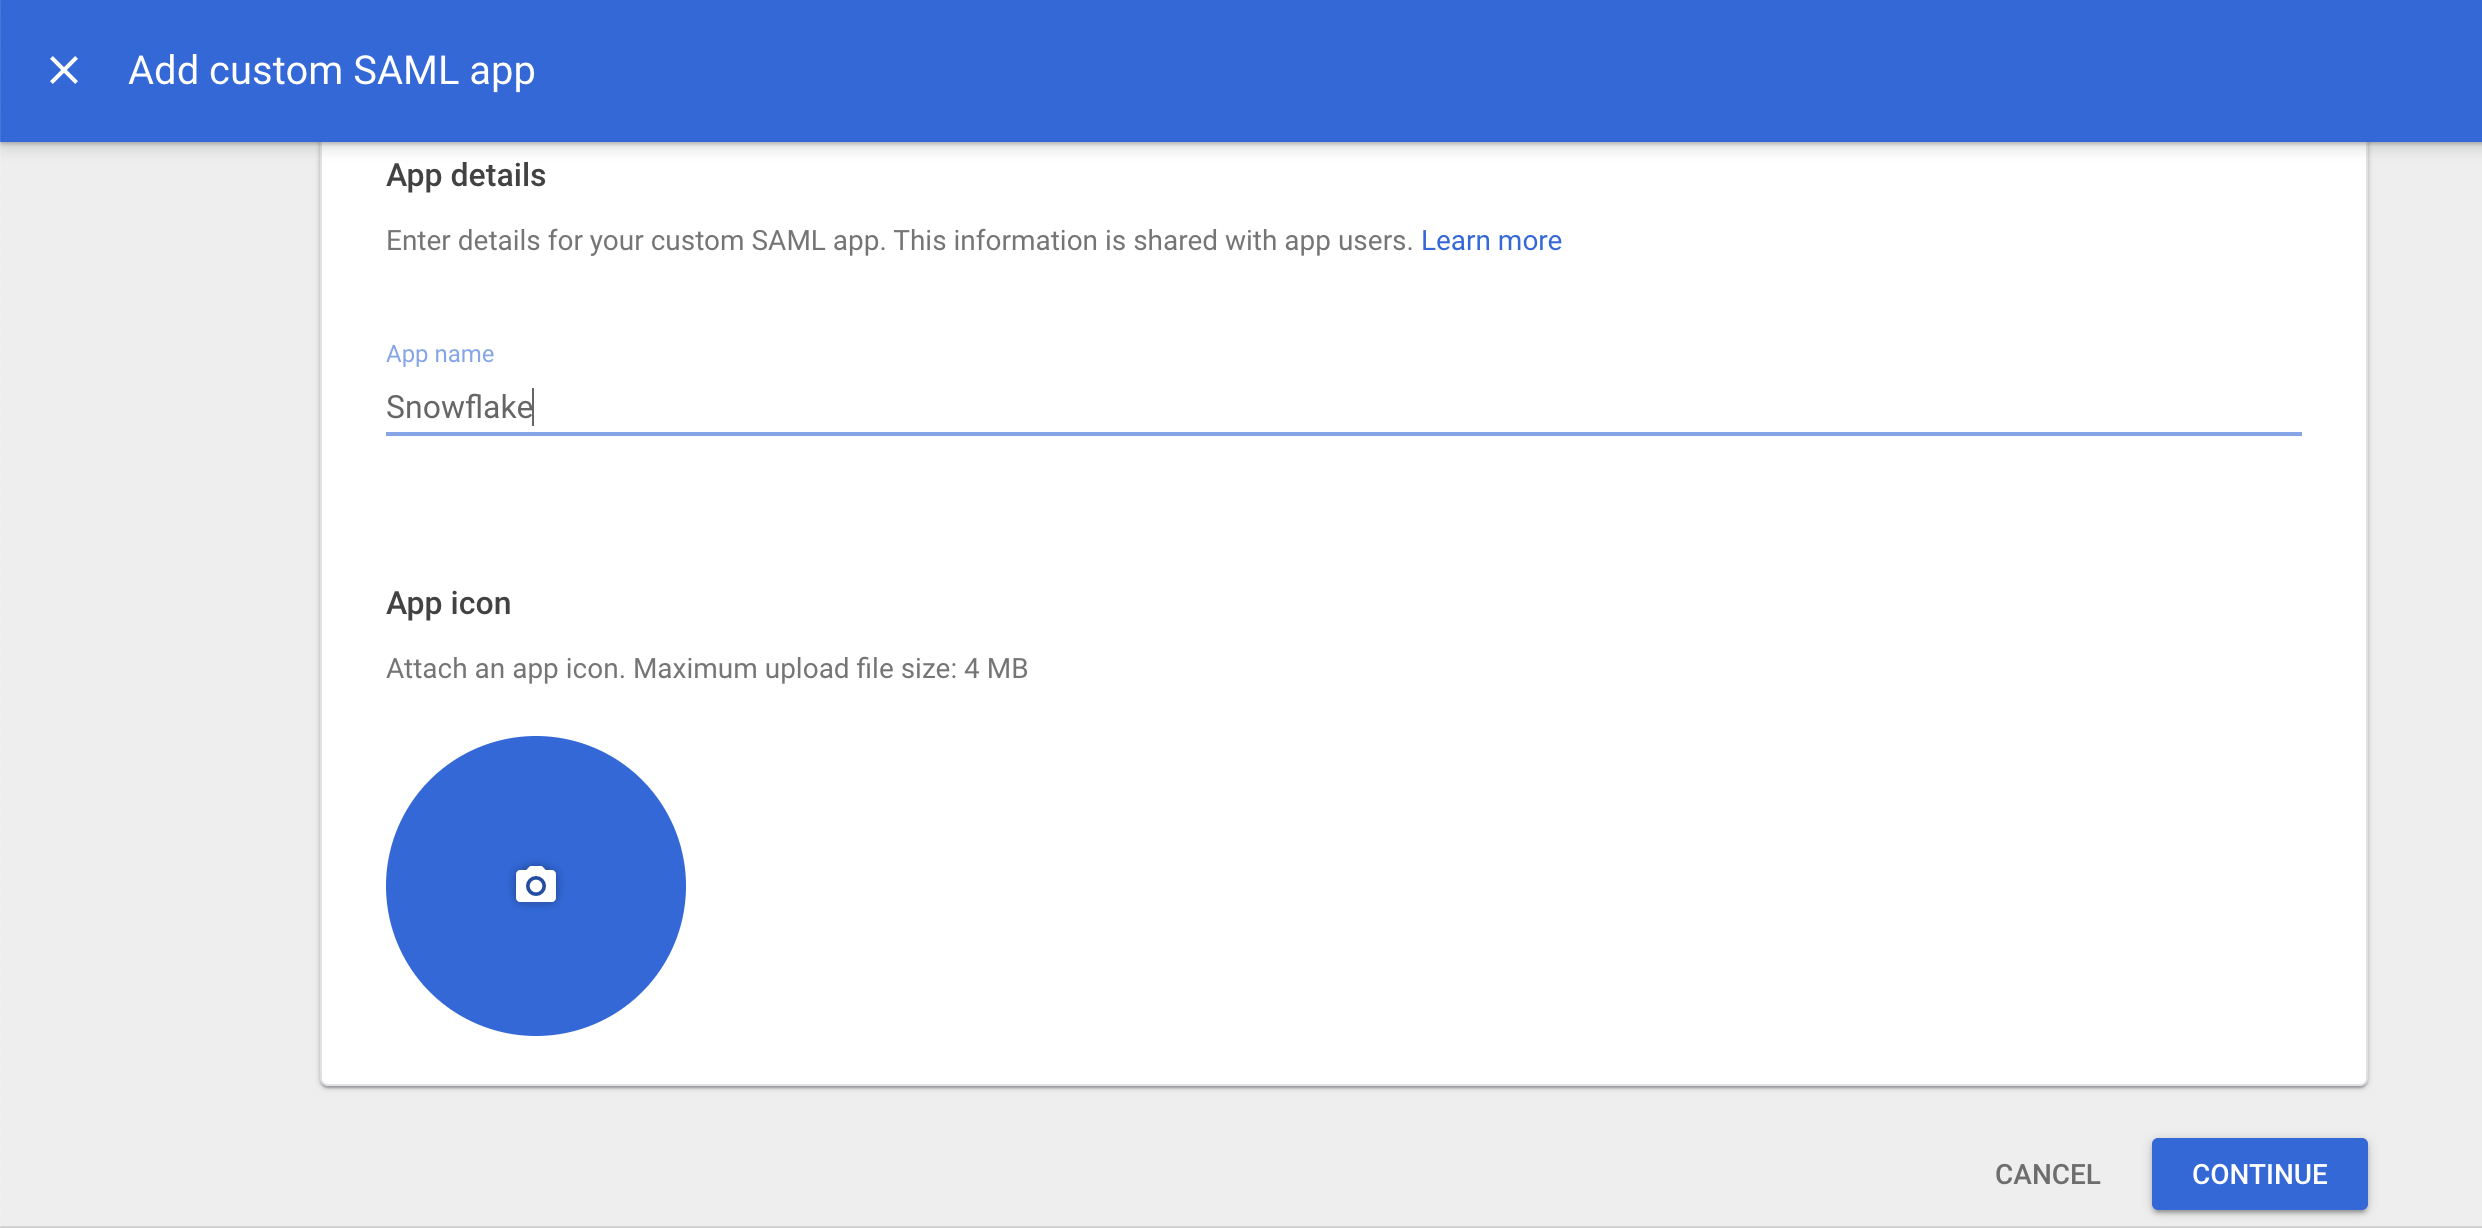 Add custom SAML app
App details
Enter details for your custom SAML app. This information is shared with app users. Learn more
App name
Snowflake
App icon
Attach an app icon. Maximum upload file size: 4 MB
CANCEL
CONTINUE